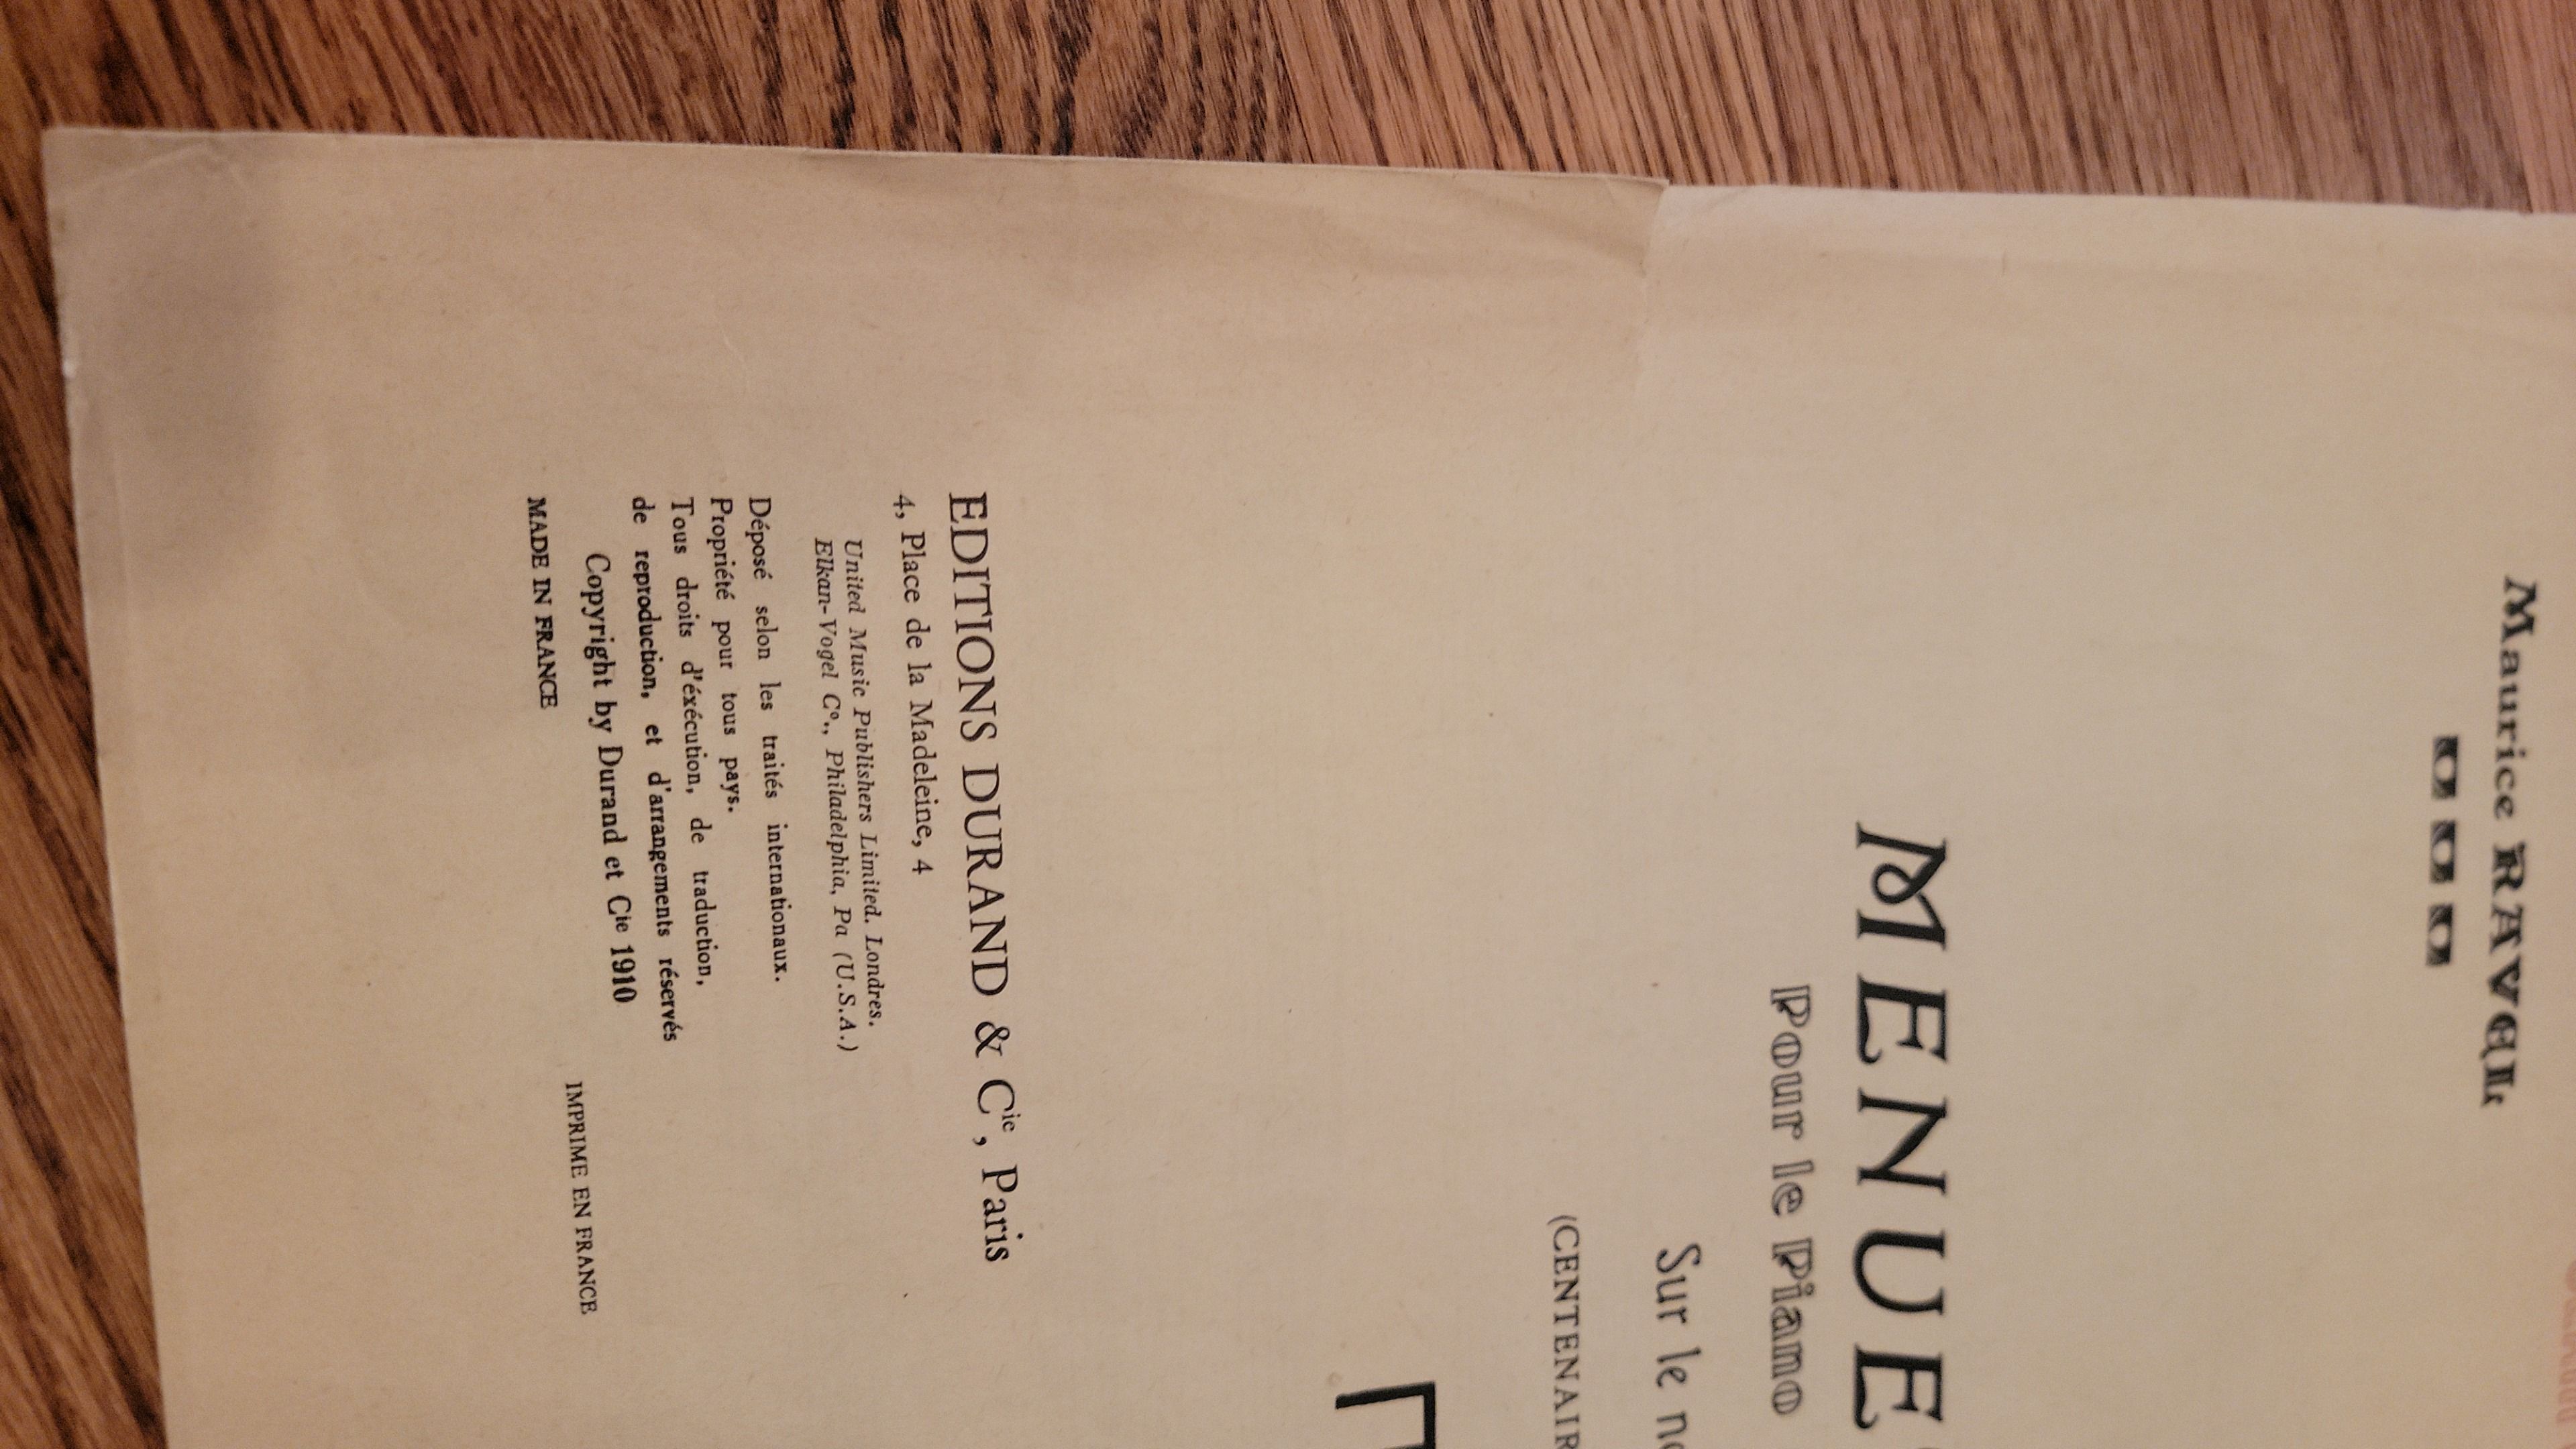 Maurice RAVEL
MENUE
Pour le Piano
Sur le
(CENTENAIR
EDITIONS DURAND & Cie, Paris
4, Place de la Madeleine, 4
United Music Publishers Limited. Londres.
Elkan-Vogel Co., Philadelphia, Pa (U.S.A.)
Déposé selon les traités internationaux.
Propriété pour tous pays.
Tous droits d'éxécution, de traduction,
de reproduction, et d'arrangements réservés
Copyright by Durand et Cie 1910
MADE IN FRANCE
IMPRIME EN FRANCE